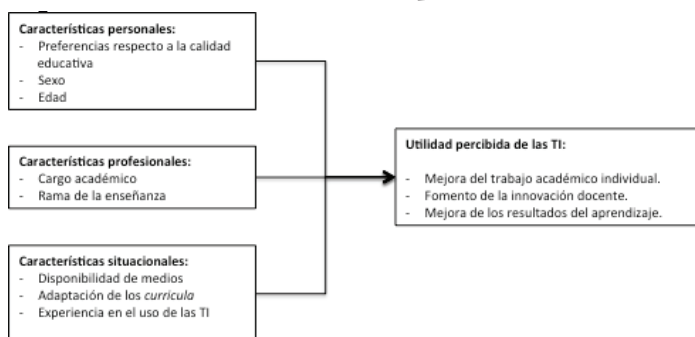 Características personales:
- Preferencias respecto a la calidad
educativa
- Sexo
- Edad
Características profesionales:
- Cargo académico
- Rama de la enseñanza
Características situacionales:
- Disponibilidad de medios
- Adaptación de los curricula
- Experiencia en el uso de las TI
Utilidad percibida de las TI:
- Mejora del trabajo académico individual.
- Fomento de la innovación docente.
- Mejora de los resultados del aprendizaje.